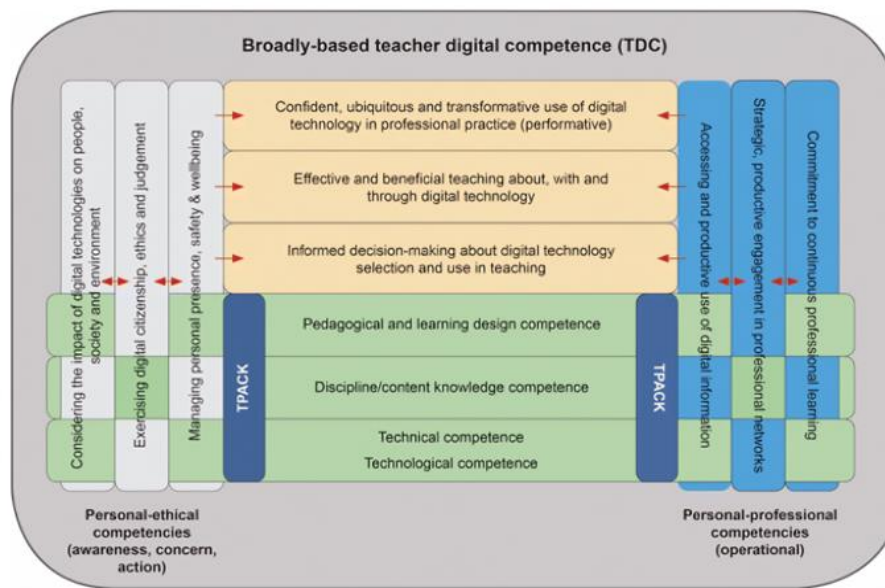 Broadly-based teacher digital competence (TDC)
Considering the impact of digital technologies on people,
society and environment
Exercising digital citizenship, ethics and judgement
Managing personal presence, safety & wellbeing
Confident, ubiquitous and transformative use of digital
technology in professional practice (performative)
Effective and beneficial teaching about, with and
through digital technology
Informed decision-making about digital technology
selection and use in teaching
Pedagogical and learning design competence
Discipline/content knowledge competence
Technical competence
Technological competence
TPACK
TPACK
Accessing and productive use of digital information
Strategic, productive engagement in professional networks
Commitment to continuous professional learning
Personal-ethical
competencies
(awareness, concern,
action)
Personal-professional
competencies
(operational)